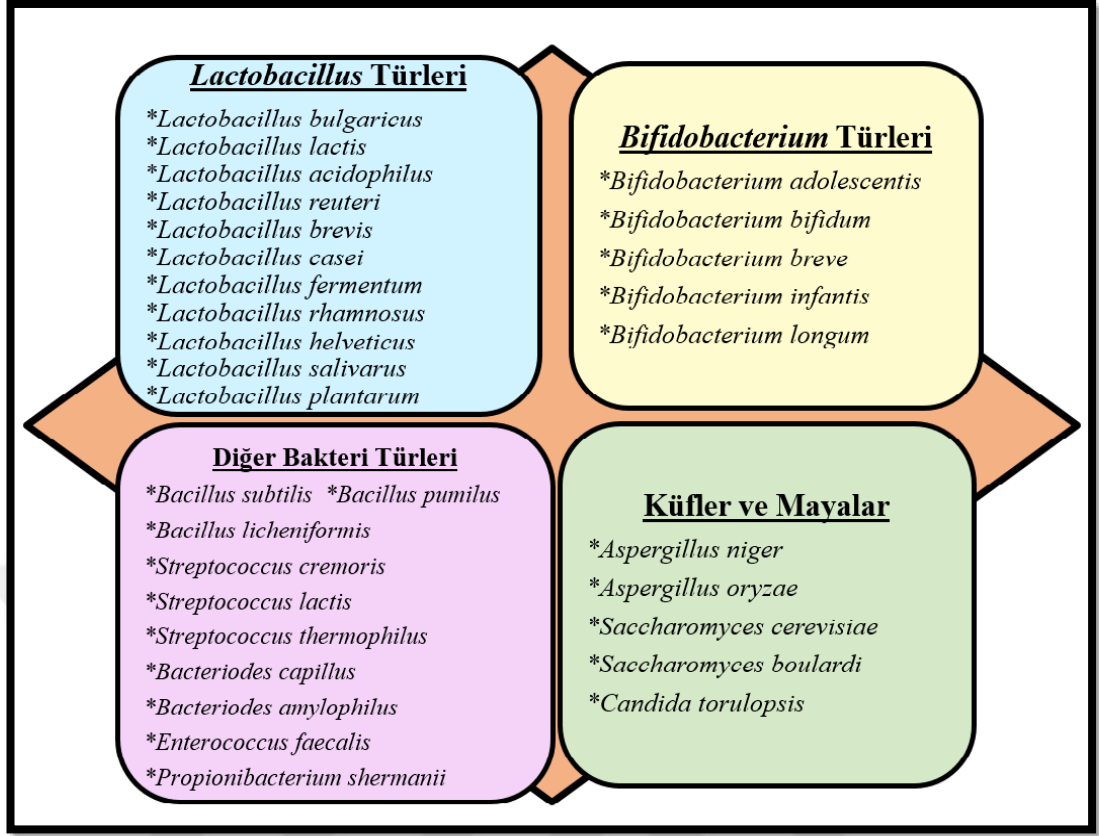 Lactobacillus Türleri
*Lactobacillus bulgaricus
*Lactobacillus lactis
*Lactobacillus acidophilus
*Lactobacillus reuteri
*Lactobacillus brevis
*Lactobacillus casei
*Lactobacillus fermentum
*Lactobacillus rhamnosus
*Lactobacillus helveticus
*Lactobacillus salivarus
*Lactobacillus plantarum
Bifidobacterium Türleri
*Bifidobacterium adolescentis
*Bifidobacterium bifidum
*Bifidobacterium breve
*Bifidobacterium infantis
*Bifidobacterium longum
Diğer Bakteri Türleri
*Bacillus subtilis *Bacillus pumilus
*Bacillus licheniformis
*Streptococcus cremoris
*Streptococcus lactis
*Streptococcus thermophilus
*Bacteriodes capillus
*Bacteriodes amylophilus
*Enterococcus faecalis
*Propionibacterium shermanii
Küfler ve Mayalar
*Aspergillus niger
*Aspergillus oryzae
*Saccharomyces cerevisiae
*Saccharomyces boulardi
*Candida torulopsis